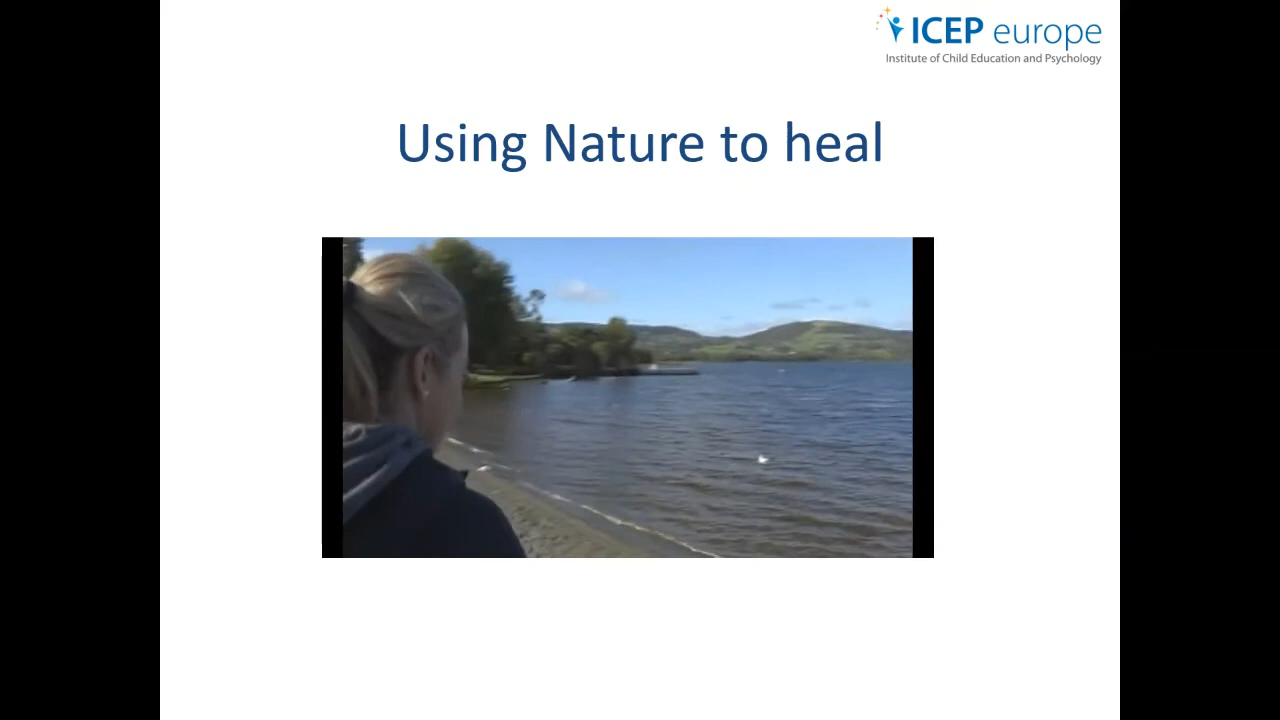 ICEP europe
Institute of Child Education and Psychology
Using Nature to heal